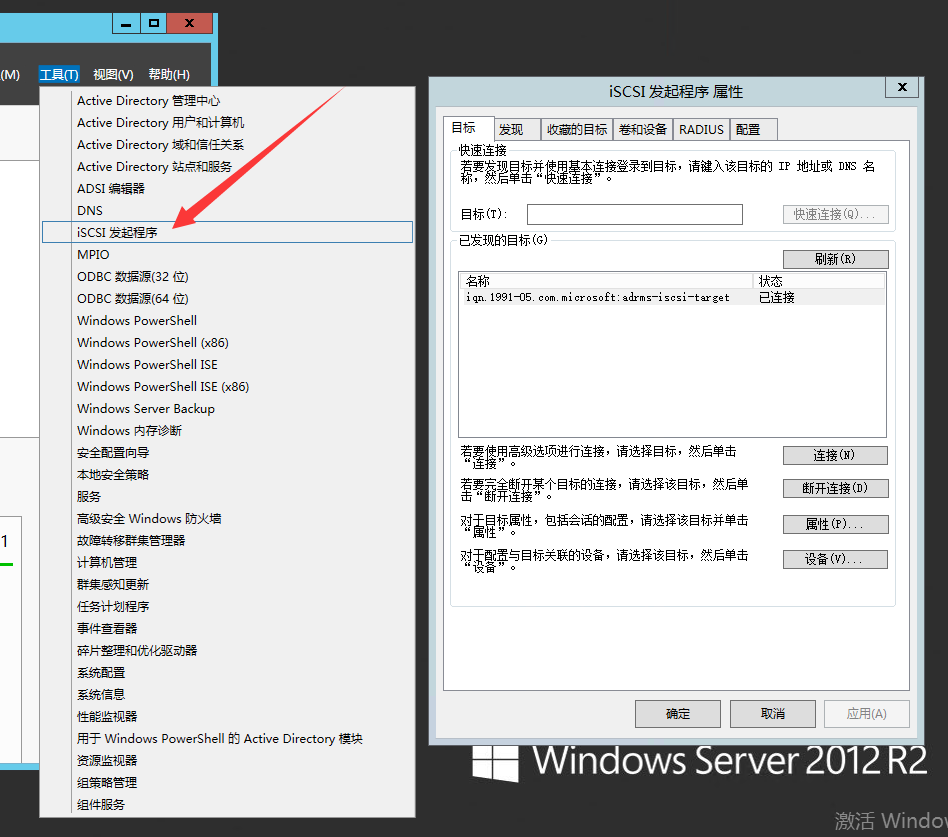 (M)
工具(T)
视图(V)
帮助(H)
Active Directory 管理中心
Active Directory 用户和计算机
Active Directory 域和信任关系
Active Directory 站点和服务
ADSI 编辑器
DNS
iSCSI 发起程序
MPIO
ODBC 数据源(32 位)
ODBC 数据源(64 位)
Windows PowerShell
Windows PowerShell (x86)
Windows PowerShell ISE
Windows PowerShell ISE (x86)
Windows Server Backup
Windows 内存诊断
安全配置向导
本地安全策略
服务
高级安全 Windows 防火墙
故障转移群集管理器
计算机管理
群集感知更新
任务计划程序
事件查看器
碎片整理和优化驱动器
系统配置
系统信息
性能监视器
用于 Windows PowerShell 的 Active Directory 模块
资源监视器
组策略管理
组件服务
1
iSCSI 发起程序 属性
目标
发现
收藏的目标
卷和设备
RADIUS
配置
快速连接
若要发现目标并使用基本连接登录到目标，请键入该目标的 IP 地址或 DNS 名
称，然后单击“快速连接”。
目标(T):
快速连接(Q)...
已发现的目标(G)
刷新(R)
名称
状态
iqn.1991-05.com.microsoft:adrms-iscsi-target
已连接
若要使用高级选项进行连接，请选择目标，然后单击
“连接”。
连接(N)
若要完全断开某个目标的连接，请选择该目标，然后单
击“断开连接”。
断开连接(D)
对于目标属性，包括会话的配置，请选择该目标并单击
“属性”。
属性(P)...
对于配置与目标关联的设备，请选择该目标，然后单击
“设备”。
设备(V)...
确定
取消
应用(A)
Windows Server 2012 R2
激活 Windo